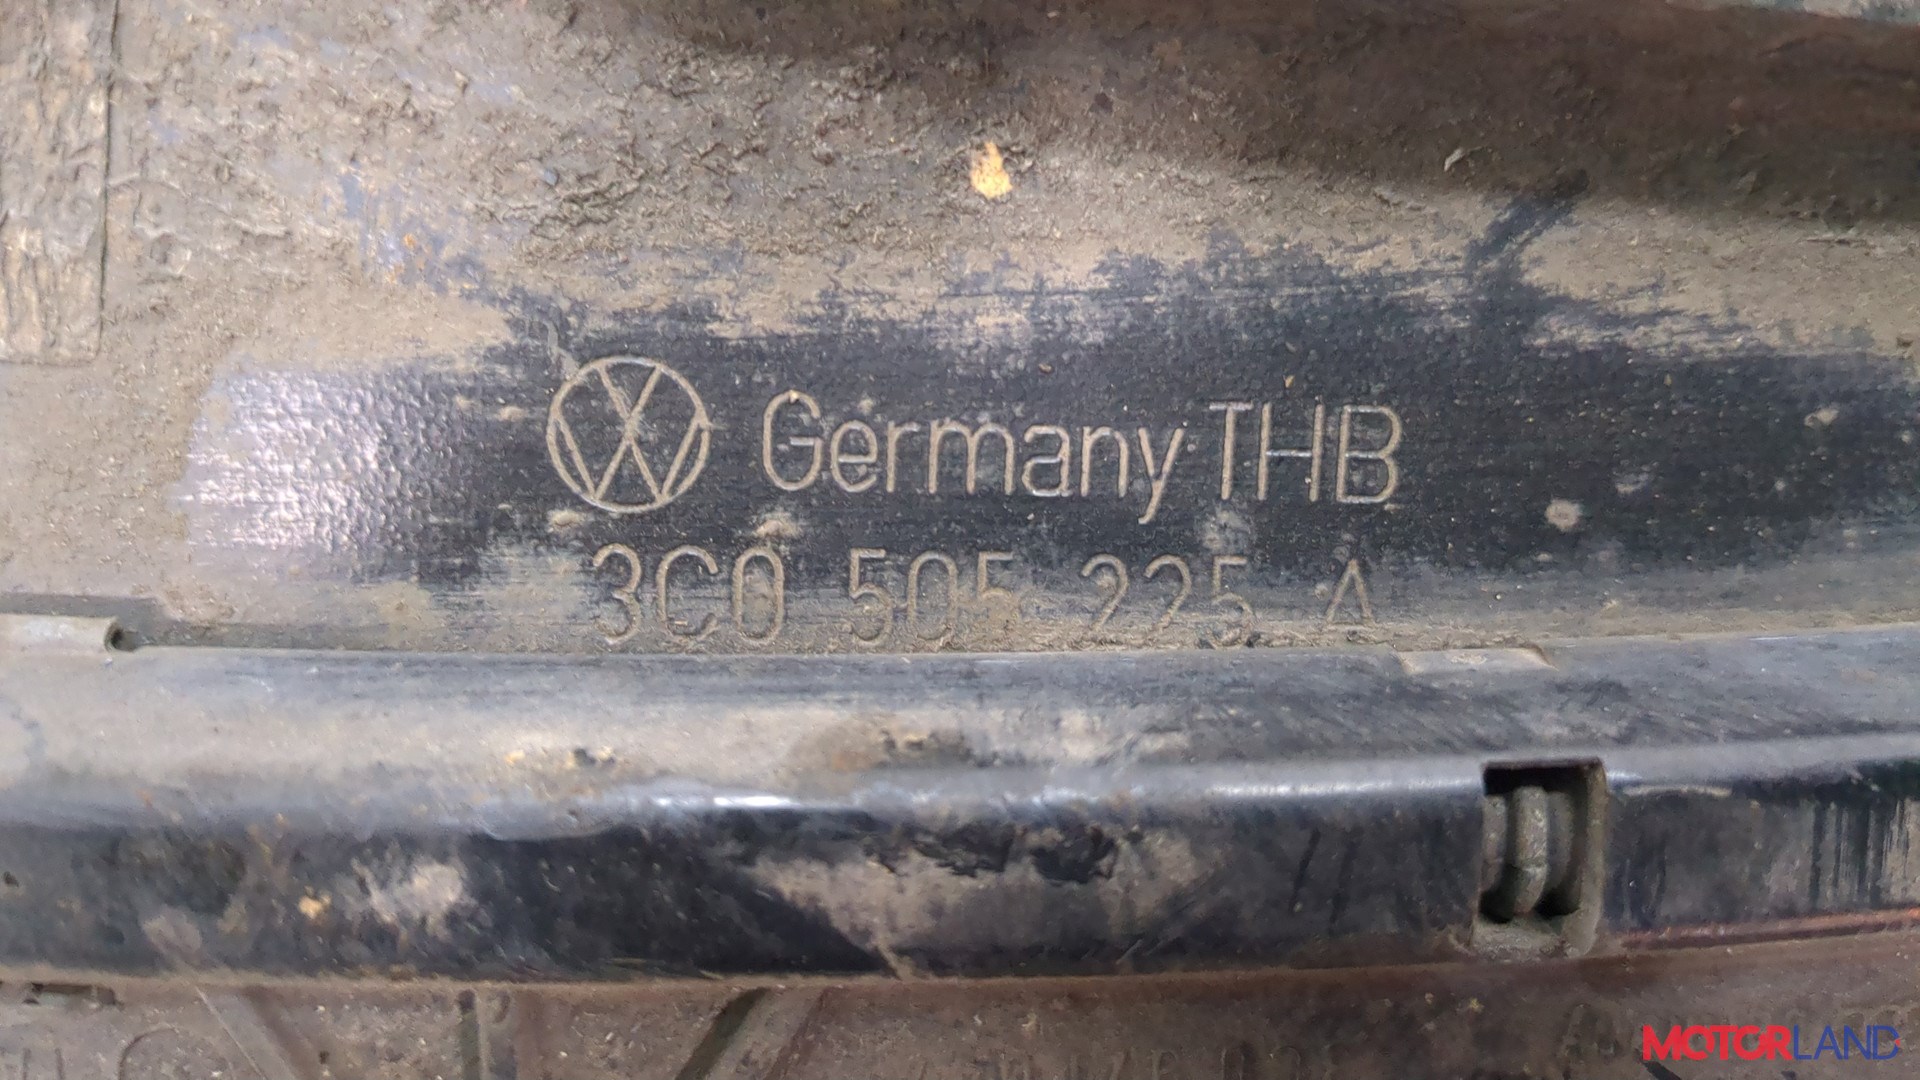 Germany THB
3C0 505 225 A
MOTORLAND